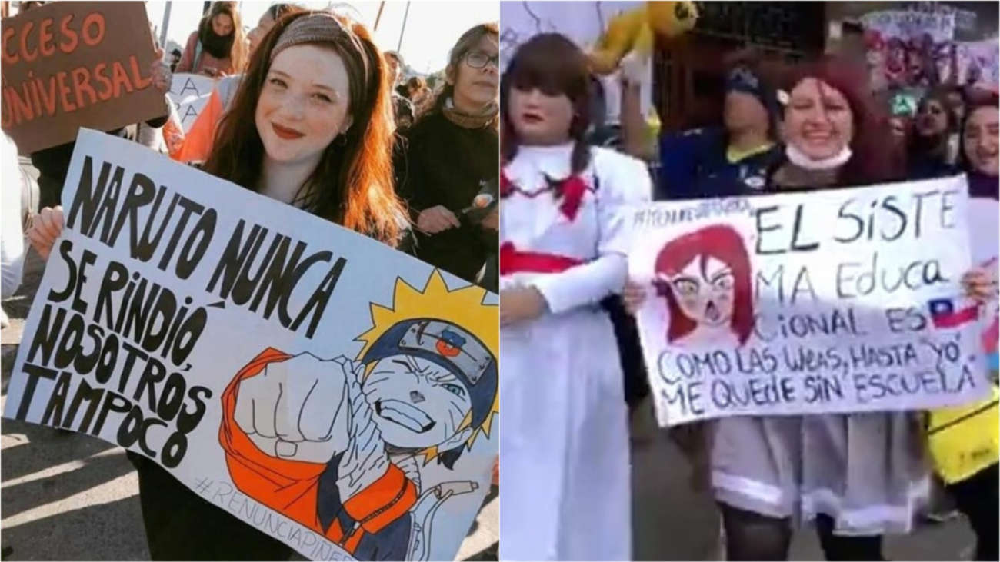 CCESO
UNIVERSAL
NARUTO NUNCA
SE RINDIÓ,
NOSOTROS
TAMPOCO
#RENUNCIAPIÑE
EL SISTE
MA Educa
CIONAL ES
COMO LAS WEAS, HASTA YO
ME QUEDE SIN ESCUELA